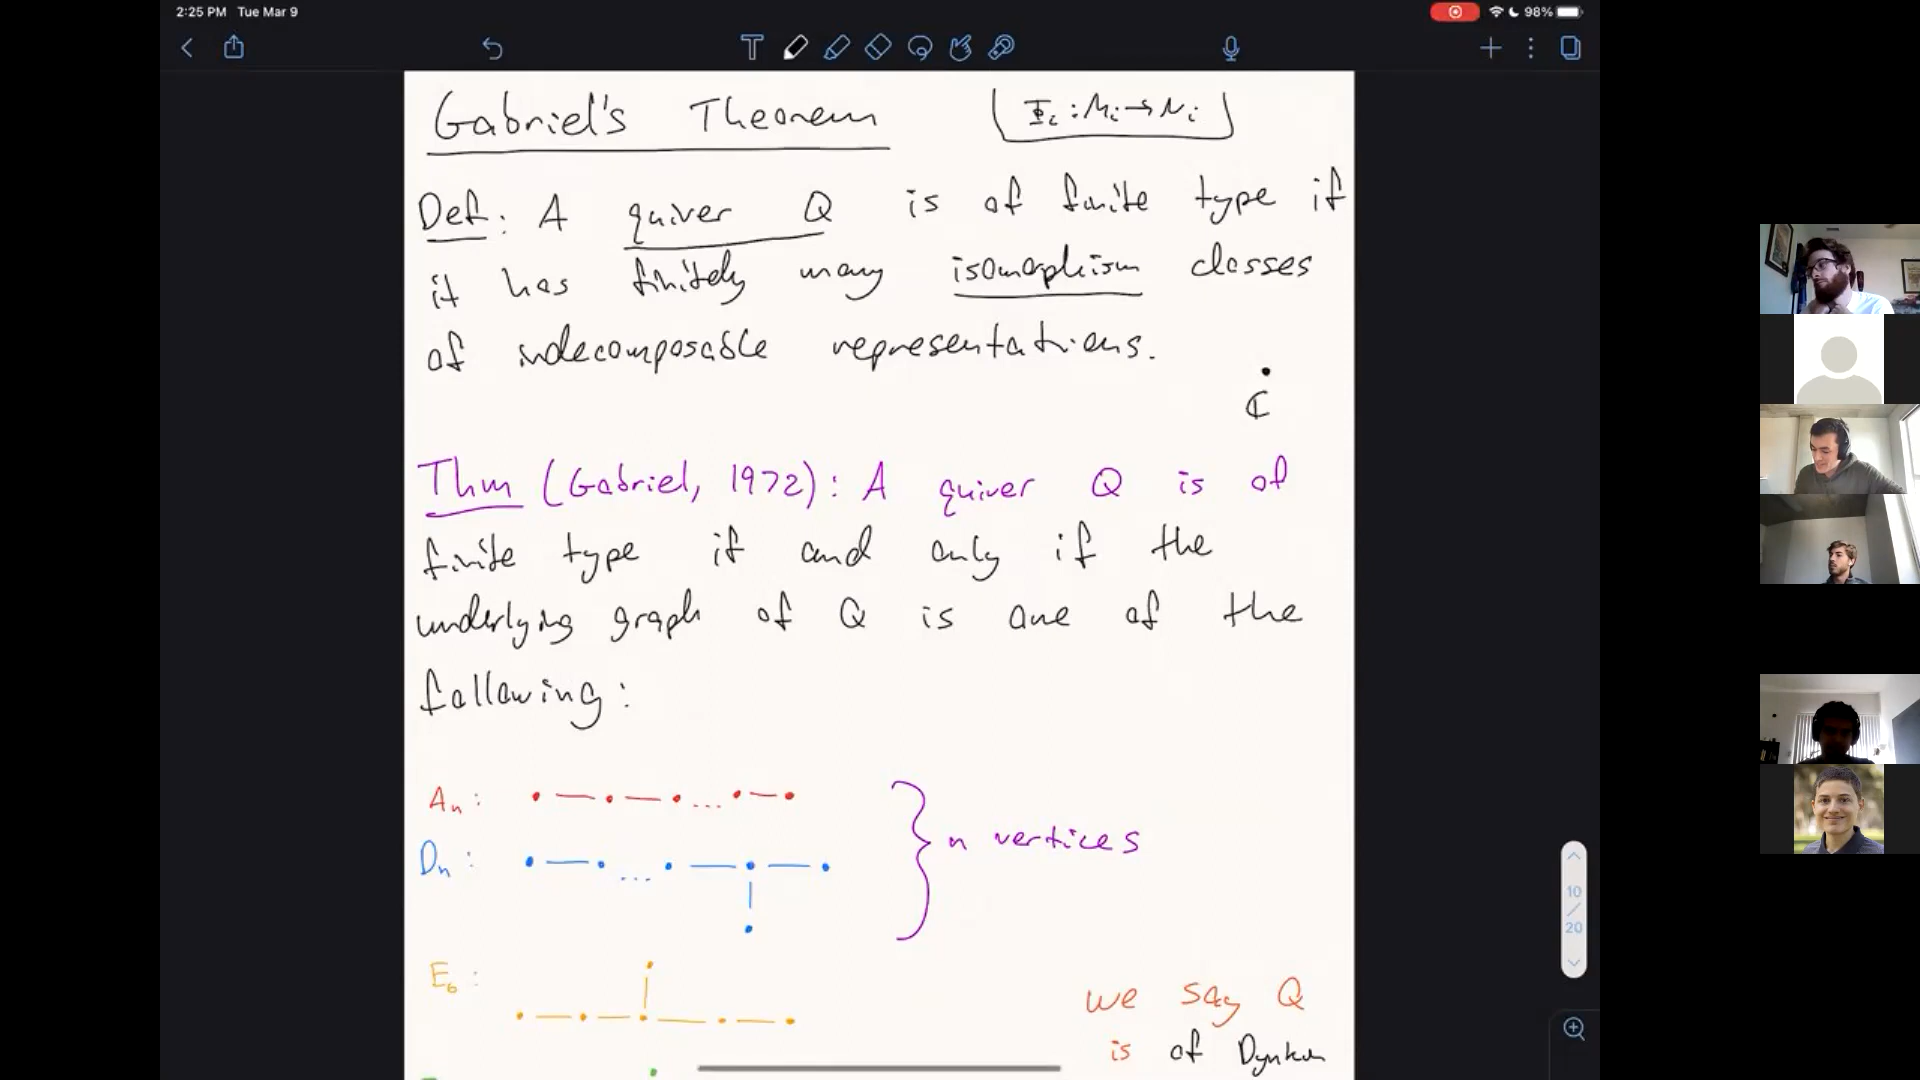 2:25 PM Tue Mar 9
98%
T
Gabriel's Theorem
Φi : Mi → Ni
Def: A quiver Q is of finite type if
it has finitely many isomorphism classes
of indecomposable representations.
ℂ
Thm (Gabriel, 1972): A quiver Q is of
finite type if and only if the
underlying graph of Q is one of the
following:
An:
...
Dn:
...
n vertices
E6:
we say Q
is of Dynkin
10
/
20